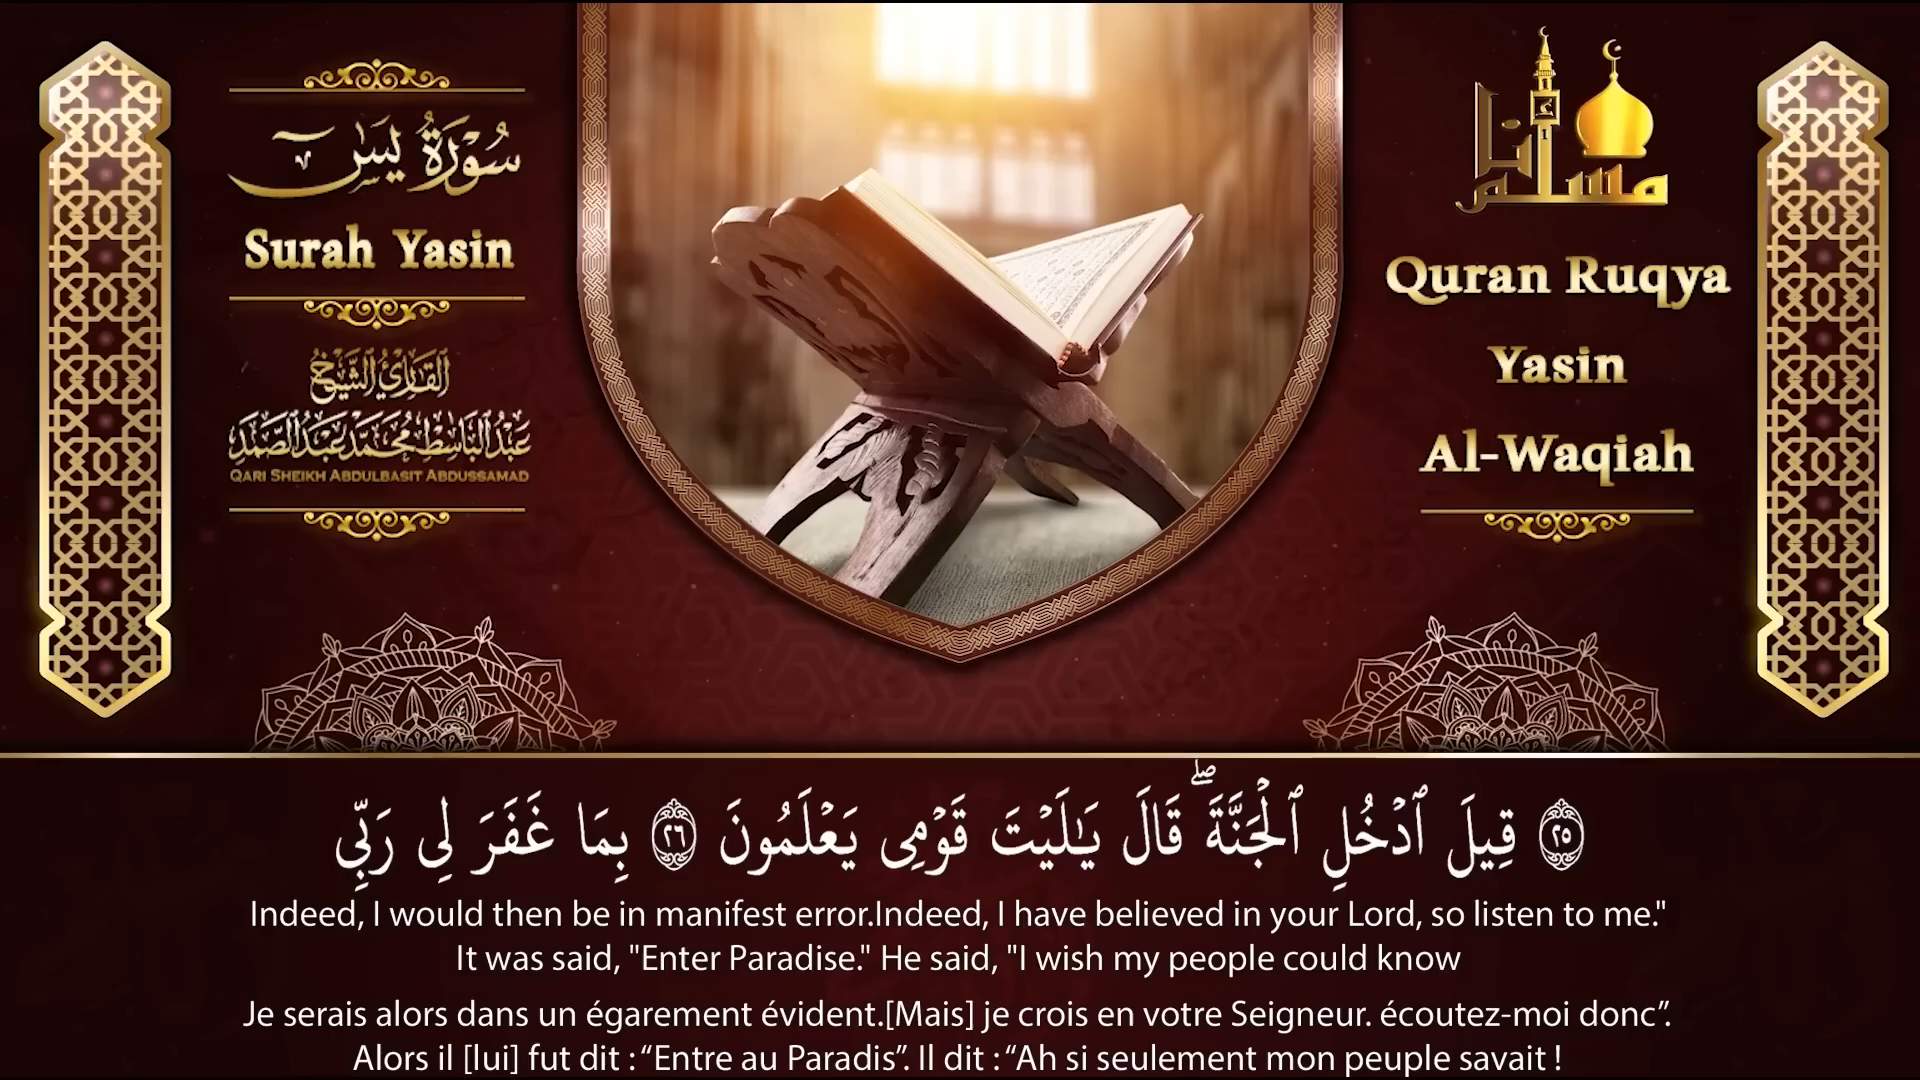 سُورَةُ يسٓ
Surah Yasin
القارئ الشيخ
عبد الباسط محمد عبد الصمد
QARI SHEIKH ABDULBASIT ABDUSSAMAD
انا
مسلم
Quran Ruqya
Yasin
Al-Waqiah
۝٢٥ قِيلَ ٱدۡخُلِ ٱلۡجَنَّةَۖ قَالَ يَٰلَيۡتَ قَوۡمِي يَعۡلَمُونَ ۝٢٦ بِمَا غَفَرَ لِي رَبِّي
Indeed, I would then be in manifest error.Indeed, I have believed in your Lord, so listen to me."
It was said, "Enter Paradise." He said, "I wish my people could know
Je serais alors dans un égarement évident.[Mais] je crois en votre Seigneur. écoutez-moi donc”.
Alors il [lui] fut dit : “Entre au Paradis”. Il dit : “Ah si seulement mon peuple savait !